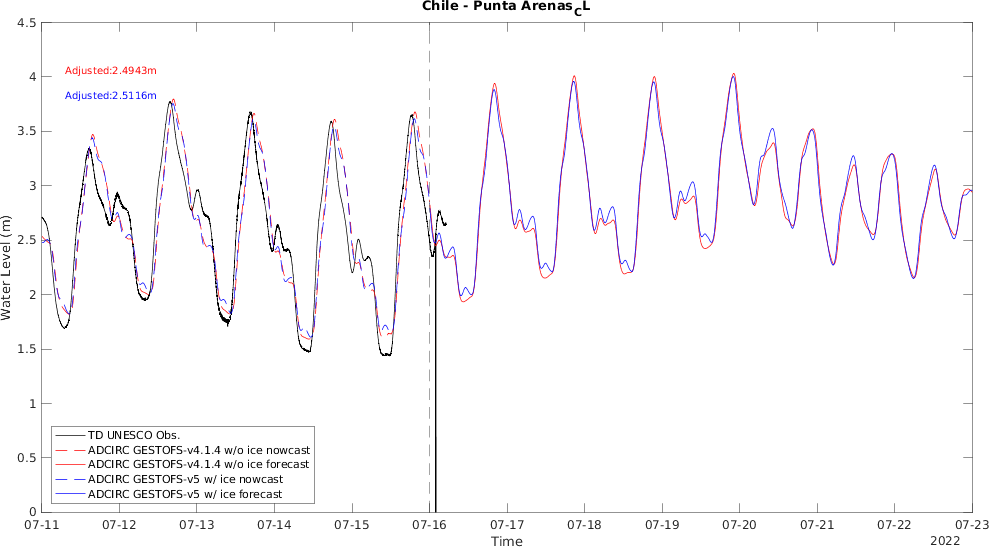 Chile - Punta Arenas_CL
4.5
4
3.5
3
2.5
2
1.5
1
0.5
0
Water Level (m)
Adjusted:2.4943m
Adjusted:2.5116m
TD UNESCO Obs.
ADCIRC GESTOFS-v4.1.4 w/o ice nowcast
ADCIRC GESTOFS-v4.1.4 w/o ice forecast
ADCIRC GESTOFS-v5 w/ ice nowcast
ADCIRC GESTOFS-v5 w/ ice forecast
07-11 07-12 07-13 07-14 07-15 07-16 07-17 07-18 07-19 07-20 07-21 07-22 07-23
Time
2022